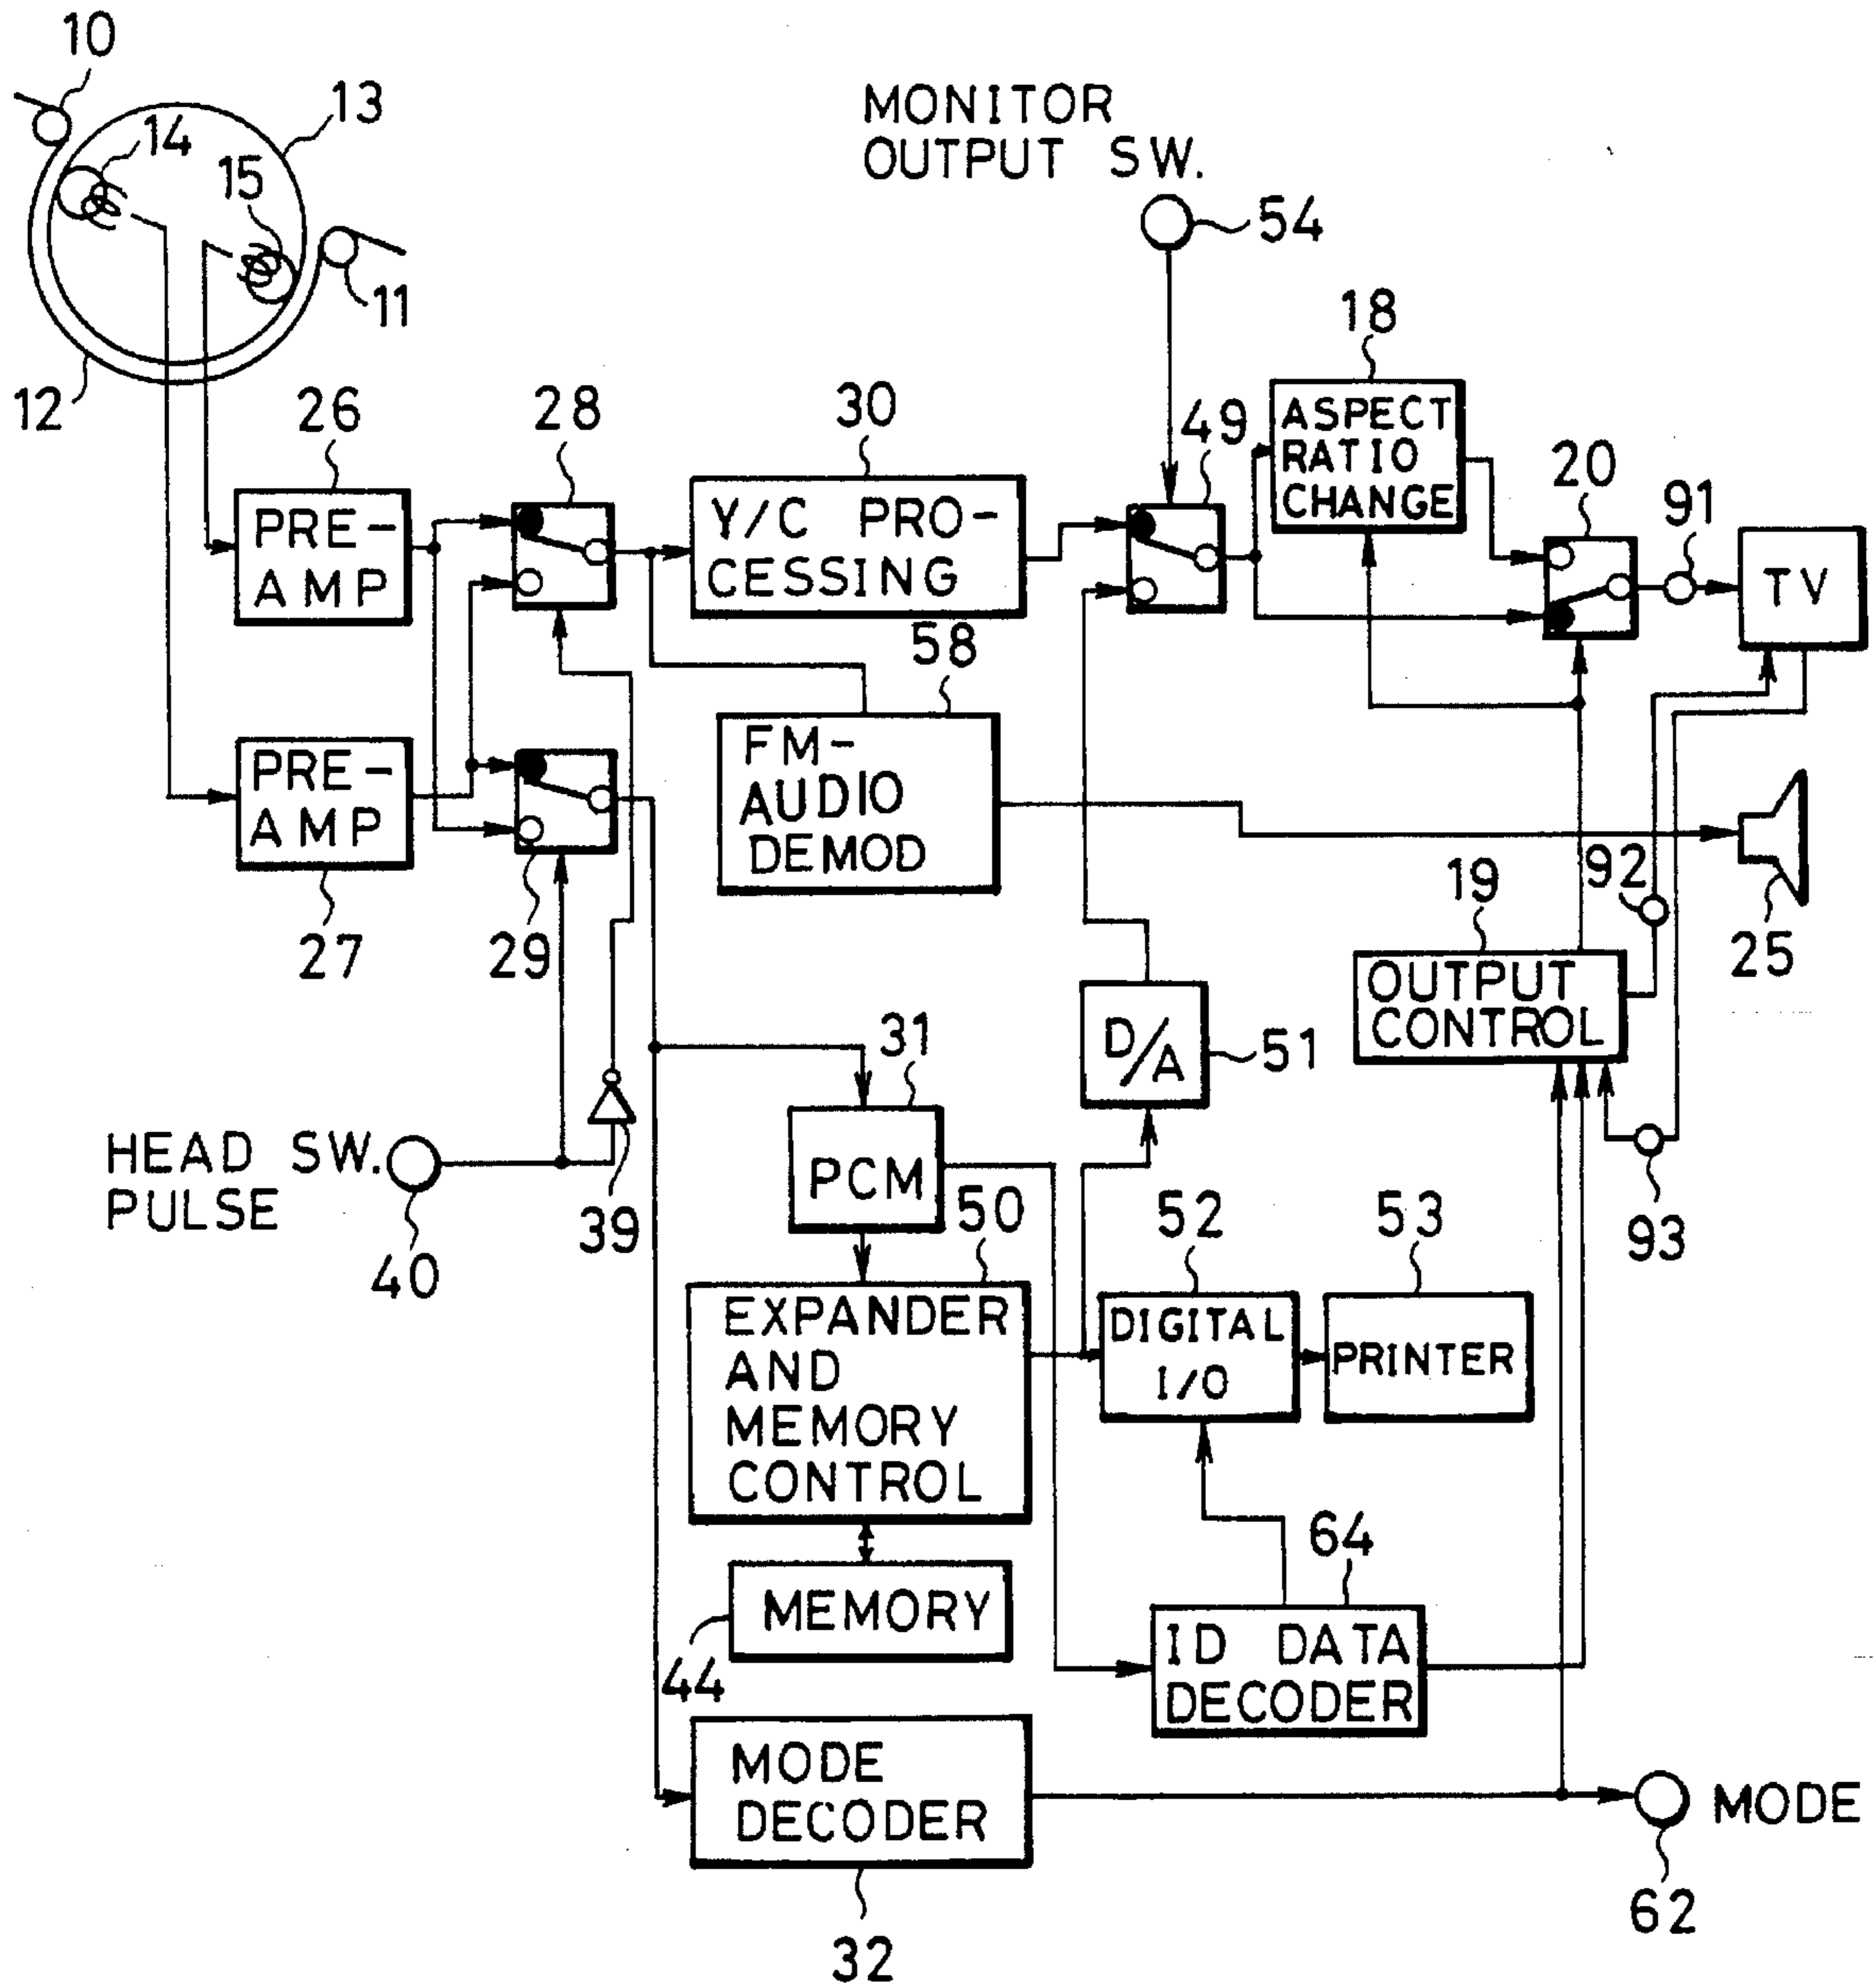 10
13
14
15
11
12
MONITOR
OUTPUT SW.
54
26
28
30
49
18
20
91
PRE-
AMP
Y/C PRO-
CESSING
ASPECT
RATIO
CHANGE
TV
58
PRE-
AMP
27
29
FM-
AUDIO
DEMOD
92
25
19
OUTPUT
CONTROL
D/A
51
31
PCM
HEAD SW.
PULSE
40
39
50
52
53
93
EXPANDER
AND
MEMORY
CONTROL
DIGITAL
I/O
PRINTER
64
MEMORY
44
ID DATA
DECODER
MODE
DECODER
32
MODE
62